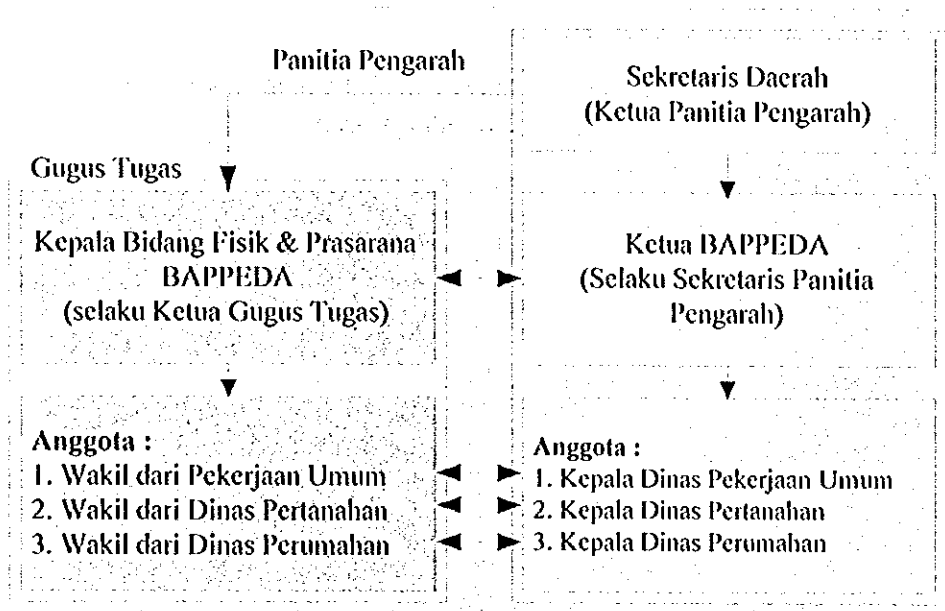 Panitia Pengarah
Sekretaris Daerah
(Ketua Panitia Pengarah)
Gugus Tugas
Kepala Bidang Fisik & Prasarana
BAPPEDA
(selaku Ketua Gugus Tugas)
Ketua BAPPEDA
(Selaku Sekretaris Panitia
Pengarah)
Anggota :
1. Wakil dari Pekerjaan Umum
2. Wakil dari Dinas Pertanahan
3. Wakil dari Dinas Perumahan
Anggota :
1. Kepala Dinas Pekerjaan Umum
2. Kepala Dinas Pertanahan
3. Kepala Dinas Perumahan